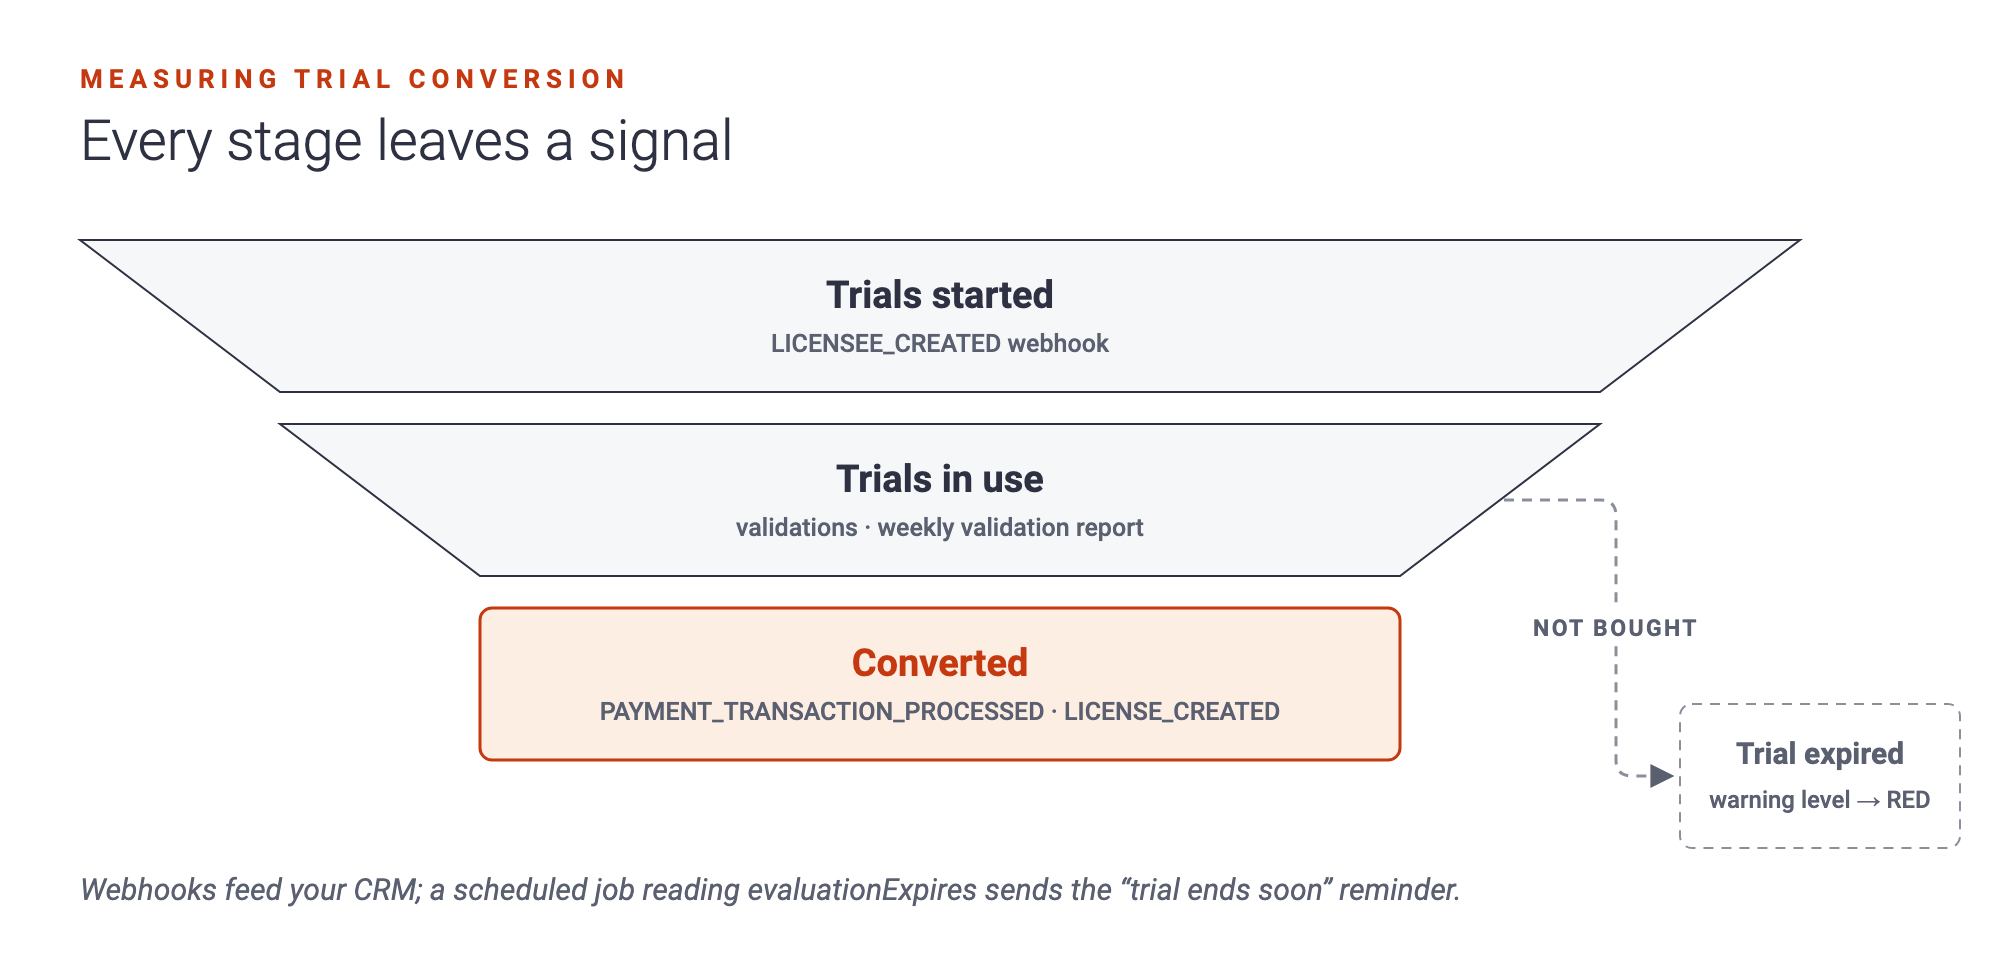 MEASURING TRIAL CONVERSION
Every stage leaves a signal
Trials started
LICENSEE_CREATED webhook
Trials in use
validations · weekly validation report
NOT BOUGHT
Converted
PAYMENT_TRANSACTION_PROCESSED · LICENSE_CREATED
Trial expired
warning level → RED
Webhooks feed your CRM; a scheduled job reading evaluationExpires sends the “trial ends soon” reminder.